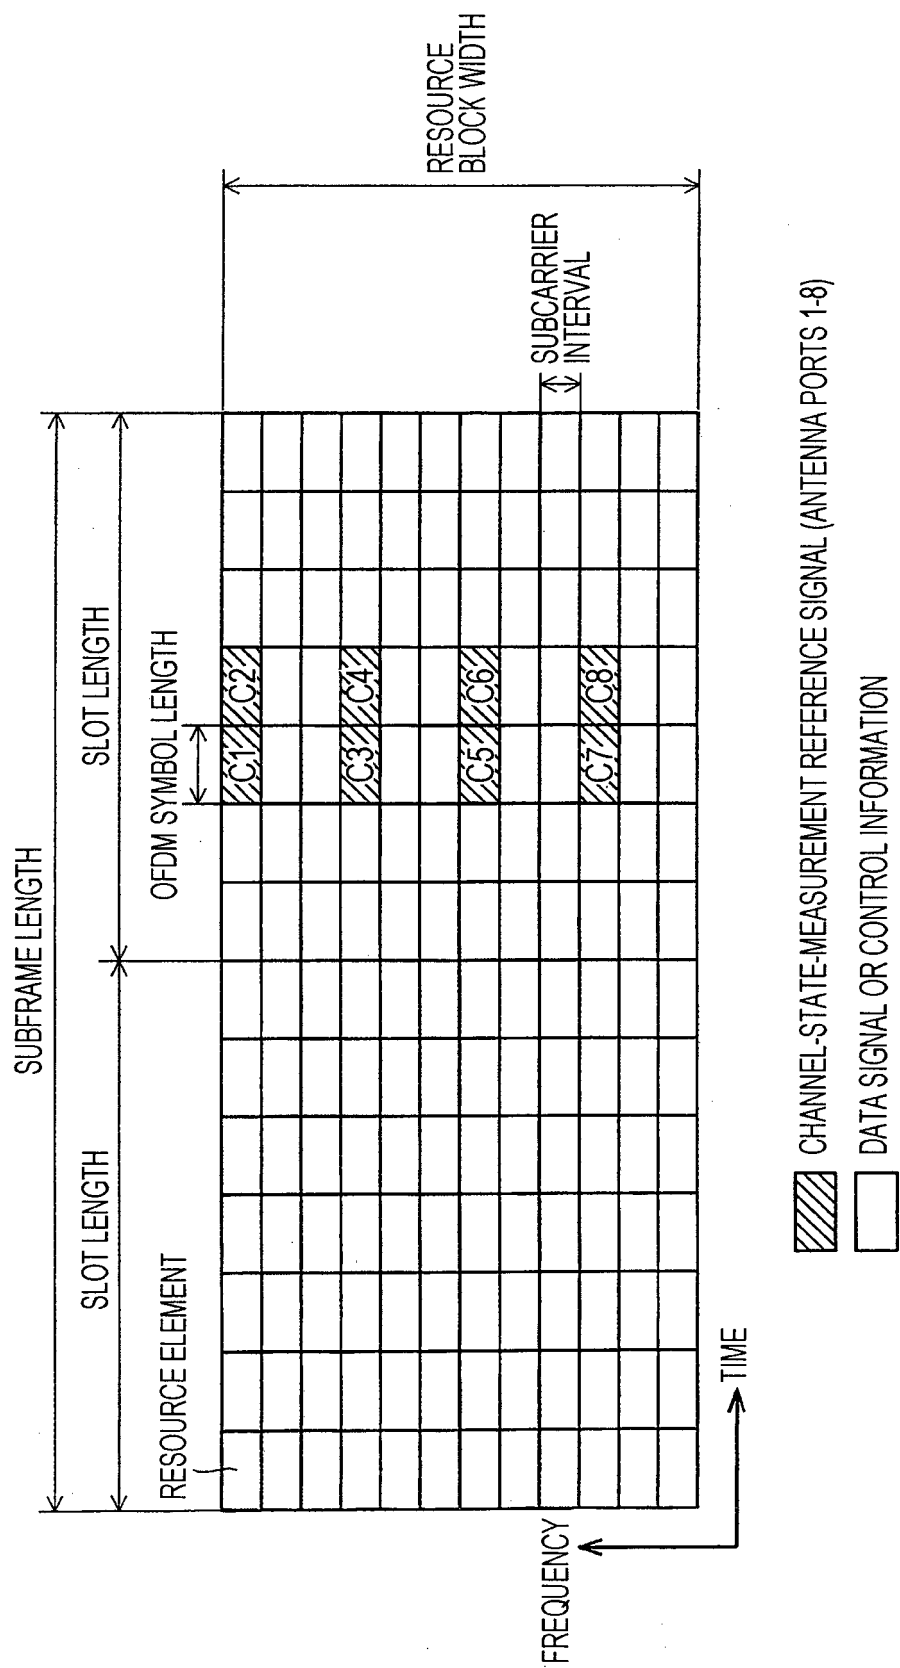 SUBFRAME LENGTH
SLOT LENGTH
SLOT LENGTH
RESOURCE ELEMENT
OFDM SYMBOL LENGTH
C1
C2
C3
C4
C5
C6
C7
C8
SUBCARRIER
INTERVAL
RESOURCE
BLOCK WIDTH
FREQUENCY
TIME
CHANNEL-STATE-MEASUREMENT REFERENCE SIGNAL (ANTENNA PORTS 1-8)
DATA SIGNAL OR CONTROL INFORMATION